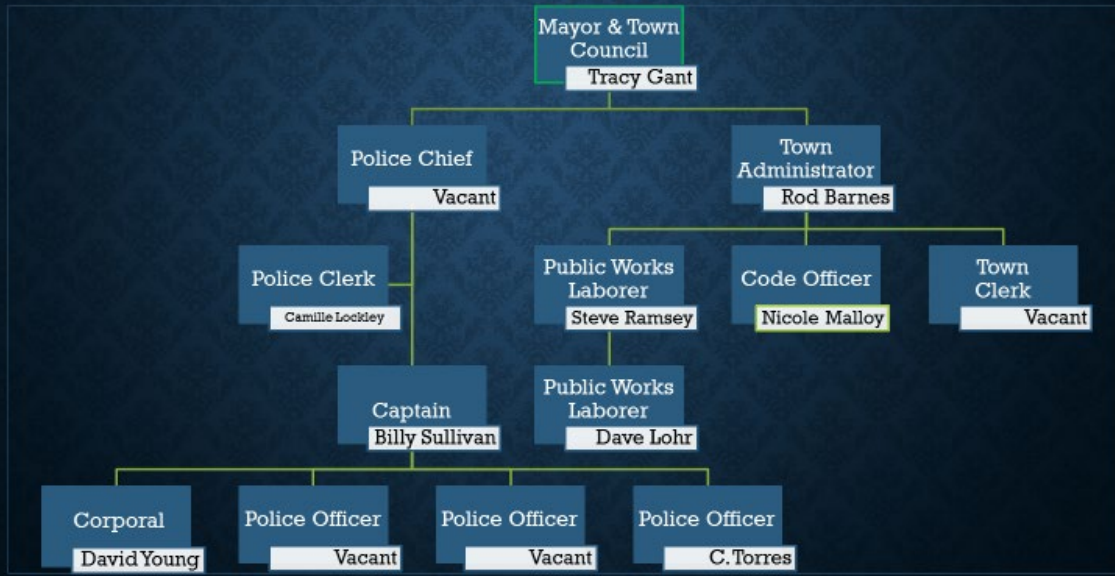 Mayor & Town
Council
Tracy Gant
Police Chief
Vacant
Town
Administrator
Rod Barnes
Police Clerk
Camille Lockley
Public Works
Laborer
Steve Ramsey
Code Officer
Nicole Malloy
Town
Clerk
Vacant
Captain
Billy Sullivan
Public Works
Laborer
Dave Lohr
Corporal
David Young
Police Officer
Vacant
Police Officer
Vacant
Police Officer
C. Torres